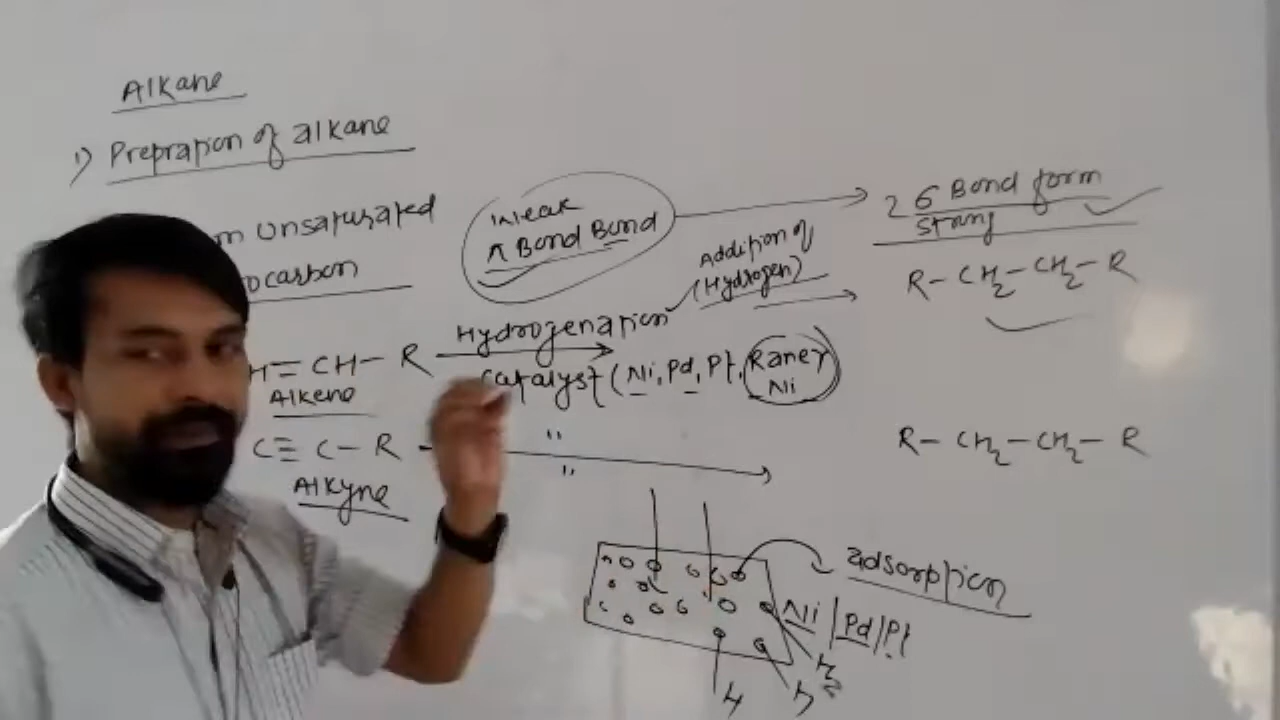 Alkane
1) Prepration of alkane
m Unsaturated
ocarbon
Weak
π Bond Bond
2 6 Bond form
strong
Addition of
(Hydrogen)
R- CH2- CH2- R
H = CH- R
Hydrogenation
Catalyst (Ni, Pd, Pt, Raney
Ni
Alkene
C≡ C- R
" 
"
R- CH2-CH2- R
Alkyne
adsorption
Ni | Pd | Pt
H